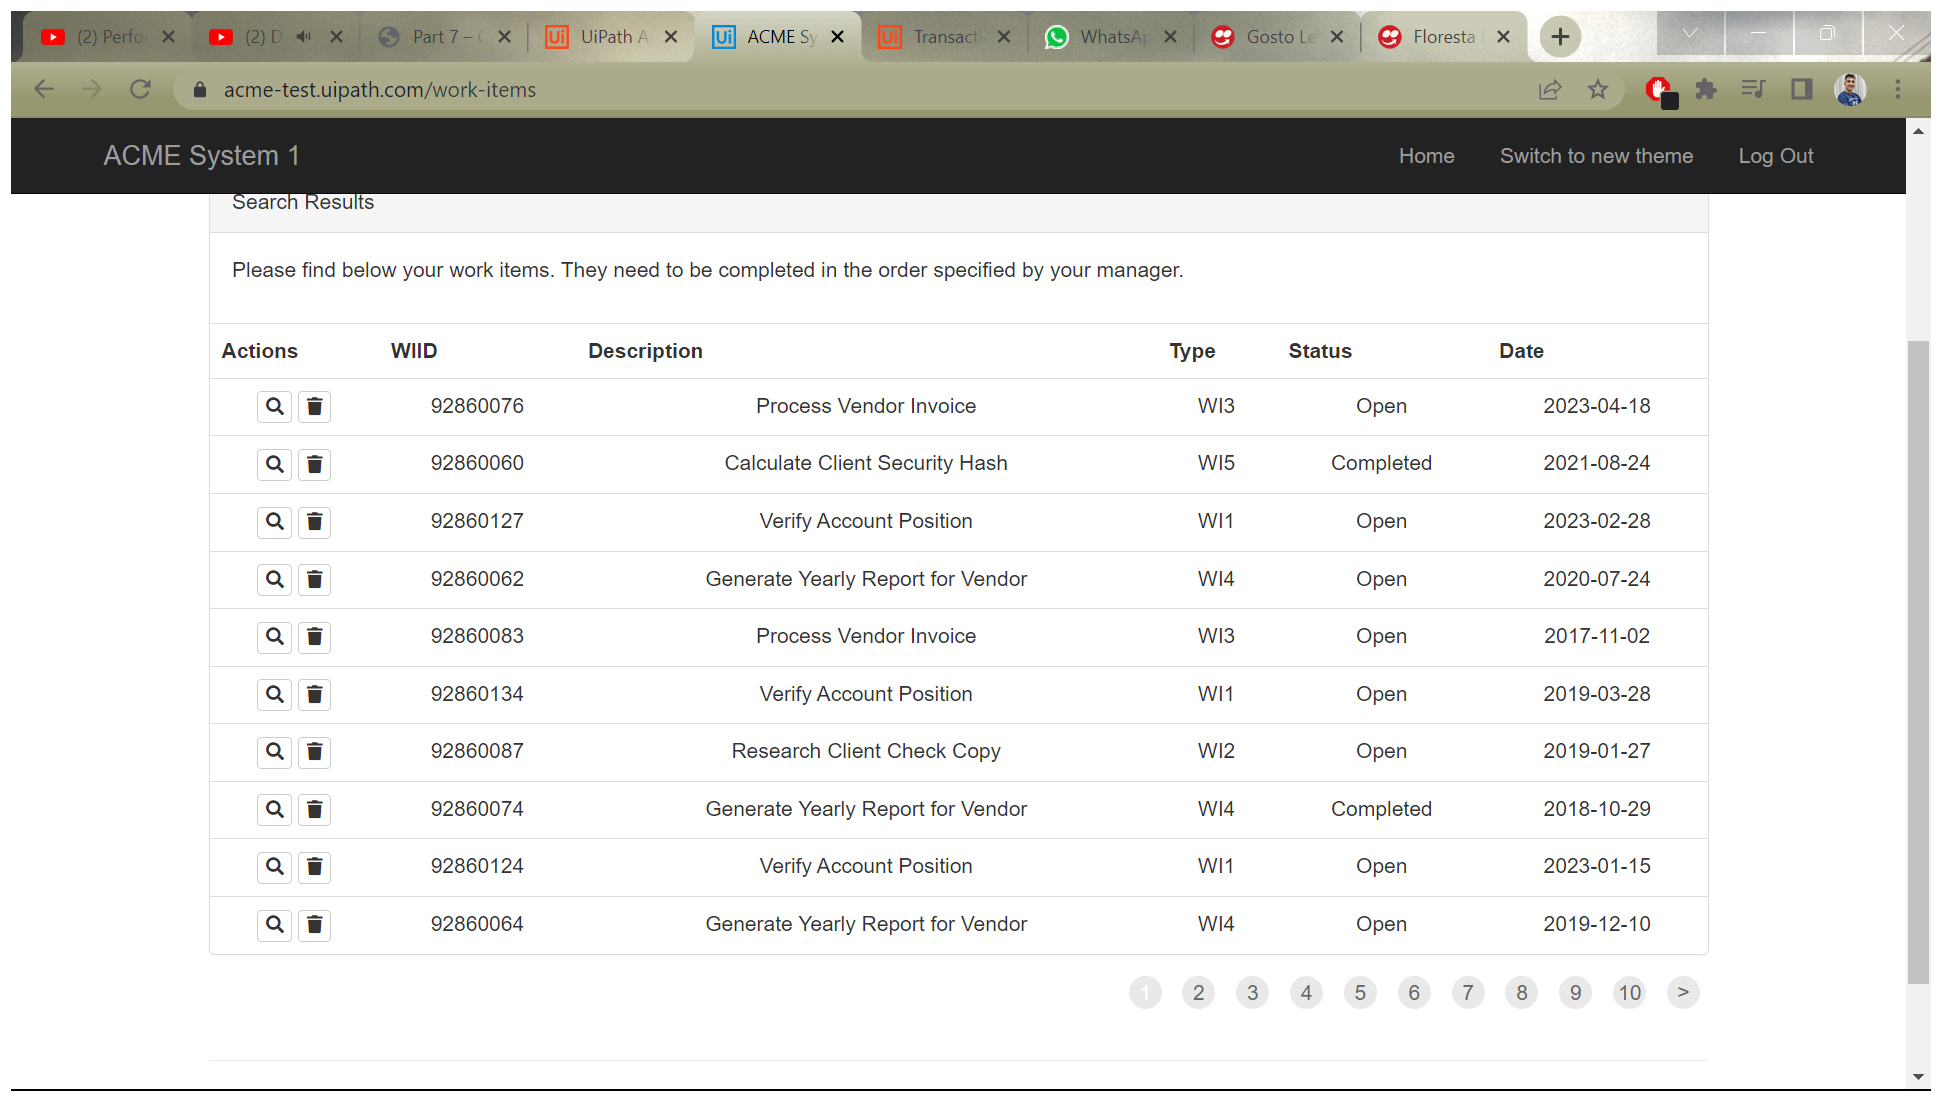 (2) Perfo (2) D Part 7 – UiPath A ACME Sy Transact WhatsAp Gosto Le Floresta
acme-test.uipath.com/work-items
ACME System 1 Home Switch to new theme Log Out
Search Results
Please find below your work items. They need to be completed in the order specified by your manager.
Actions WIID Description Type Status Date
92860076 Process Vendor Invoice WI3 Open 2023-04-18
92860060 Calculate Client Security Hash WI5 Completed 2021-08-24
92860127 Verify Account Position WI1 Open 2023-02-28
92860062 Generate Yearly Report for Vendor WI4 Open 2020-07-24
92860083 Process Vendor Invoice WI3 Open 2017-11-02
92860134 Verify Account Position WI1 Open 2019-03-28
92860087 Research Client Check Copy WI2 Open 2019-01-27
92860074 Generate Yearly Report for Vendor WI4 Completed 2018-10-29
92860124 Verify Account Position WI1 Open 2023-01-15
92860064 Generate Yearly Report for Vendor WI4 Open 2019-12-10
1 2 3 4 5 6 7 8 9 10 >